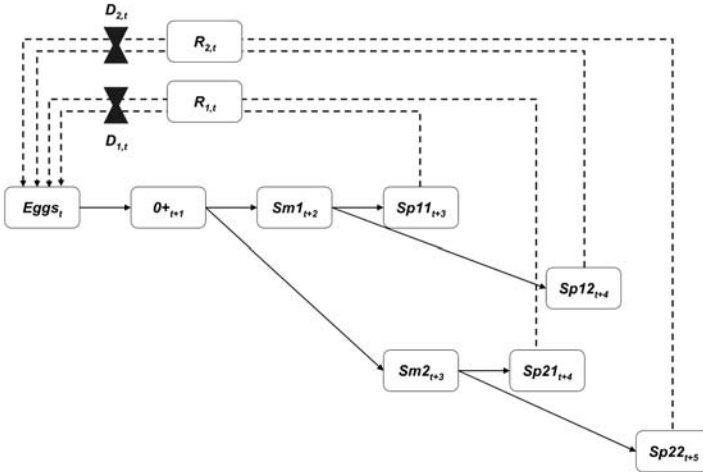 D2,t
R2,t
R1,t
D1,t
Eggst
0+t+1
Sm1t+2
Sp11t+3
Sp12t+4
Sm2t+3
Sp21t+4
Sp22t+5